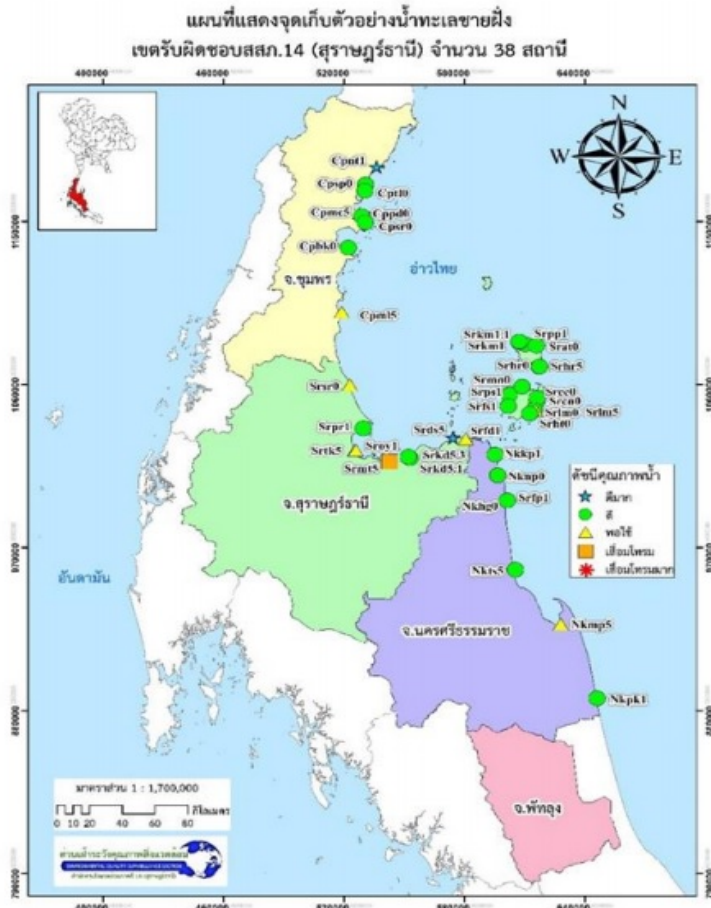 แผนที่แสดงจุดเก็บตัวอย่างน้ำทะเลชายฝั่ง
เขตรับผิดชอบสสภ.14 (สุราษฎร์ธานี) จำนวน 38 สถานี
520000
580000
640000
N
W E
S
Cpnt1
Cpsp0
Cptl0
Cpmc5
Cppd0
Cpsr0
Cpbk0
อ่าวไทย
จ.ชุมพร
Cpml5
Srkm1.1
Srpp1
Srkm1
Srat0
Srhr5
Srsr0
Srmn0
Srps1
Srcc0
Srfs1
Srcn0
Srlm0
Srht0
Srpr1
Srds5
Srfd1
Srtk5
Sroy1
Srkd5.3
Nkkp1
Srmt5
Srkd5.1
Nknp0
จ.สุราษฎร์ธานี
Srfp1
Nkhg0
ดัชนีคุณภาพน้ำ
ดีมาก
ดี
พอใช้
เสื่อมโทรม
เสื่อมโทรมมาก
อันดามัน
Nkts5
จ.นครศรีธรรมราช
Nkmp5
Nkpk1
จ.พัทลุง
มาตราส่วน 1 : 1,700,000
กิโลเมตร
0 10 20 40 60 80